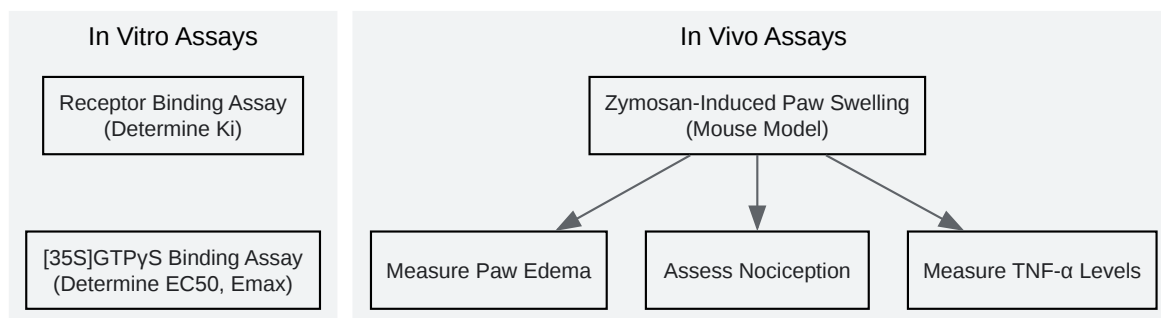 In Vitro Assays
Receptor Binding Assay
(Determine Ki)
[35S]GTPγS Binding Assay
(Determine EC50, Emax)
In Vivo Assays
Zymosan-Induced Paw Swelling
(Mouse Model)
Measure Paw Edema
Assess Nociception
Measure TNF-α Levels